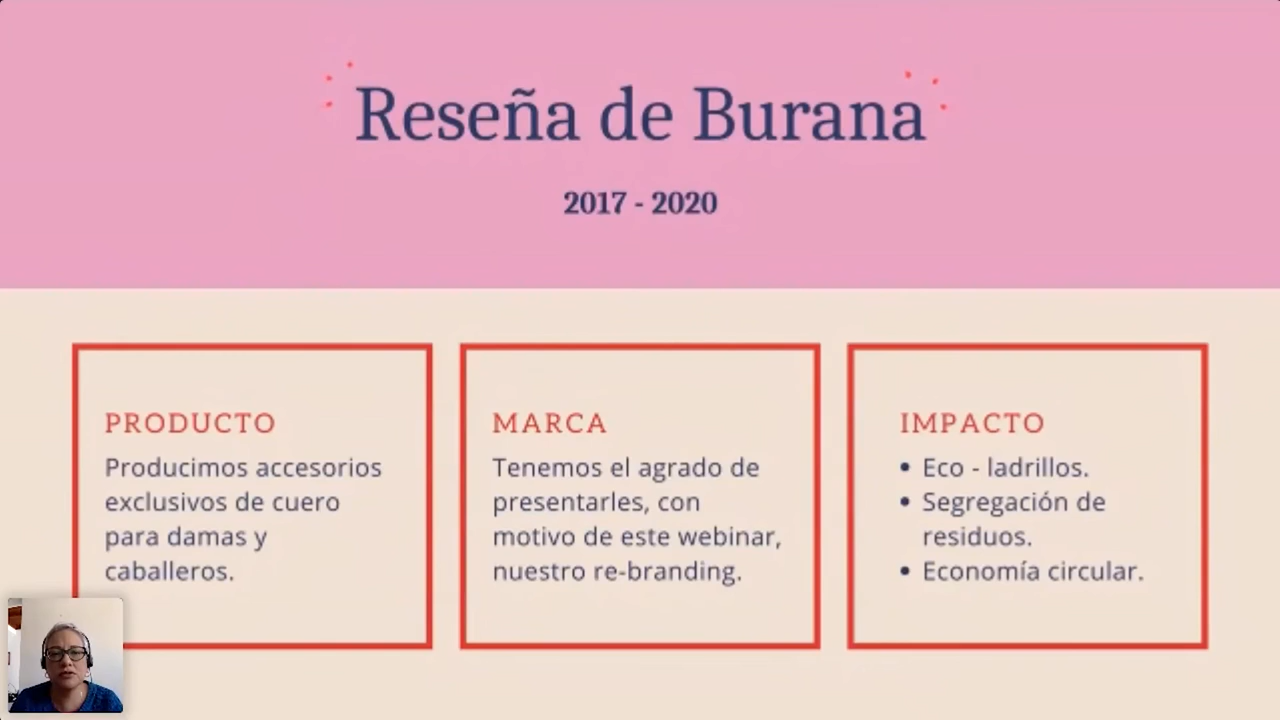 Reseña de Burana
2017 - 2020
PRODUCTO
Producimos accesorios
exclusivos de cuero
para damas y
caballeros.
MARCA
Tenemos el agrado de
presentarles, con
motivo de este webinar,
nuestro re-branding.
IMPACTO
• Eco - ladrillos.
• Segregación de
residuos.
• Economía circular.